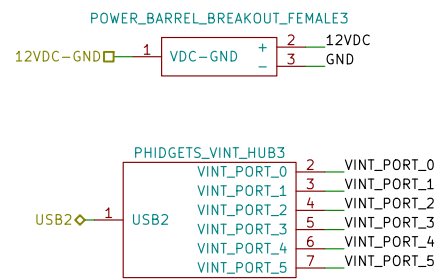 POWER_BARREL_BREAKOUT_FEMALE3
12VDC-GND 1 VDC-GND + 2 12VDC
− 3 GND
PHIDGETS_VINT_HUB3
VINT_PORT_0 2 VINT_PORT_0
VINT_PORT_1 3 VINT_PORT_1
USB2 1 USB2 VINT_PORT_2 4 VINT_PORT_2
VINT_PORT_3 5 VINT_PORT_3
VINT_PORT_4 6 VINT_PORT_4
VINT_PORT_5 7 VINT_PORT_5